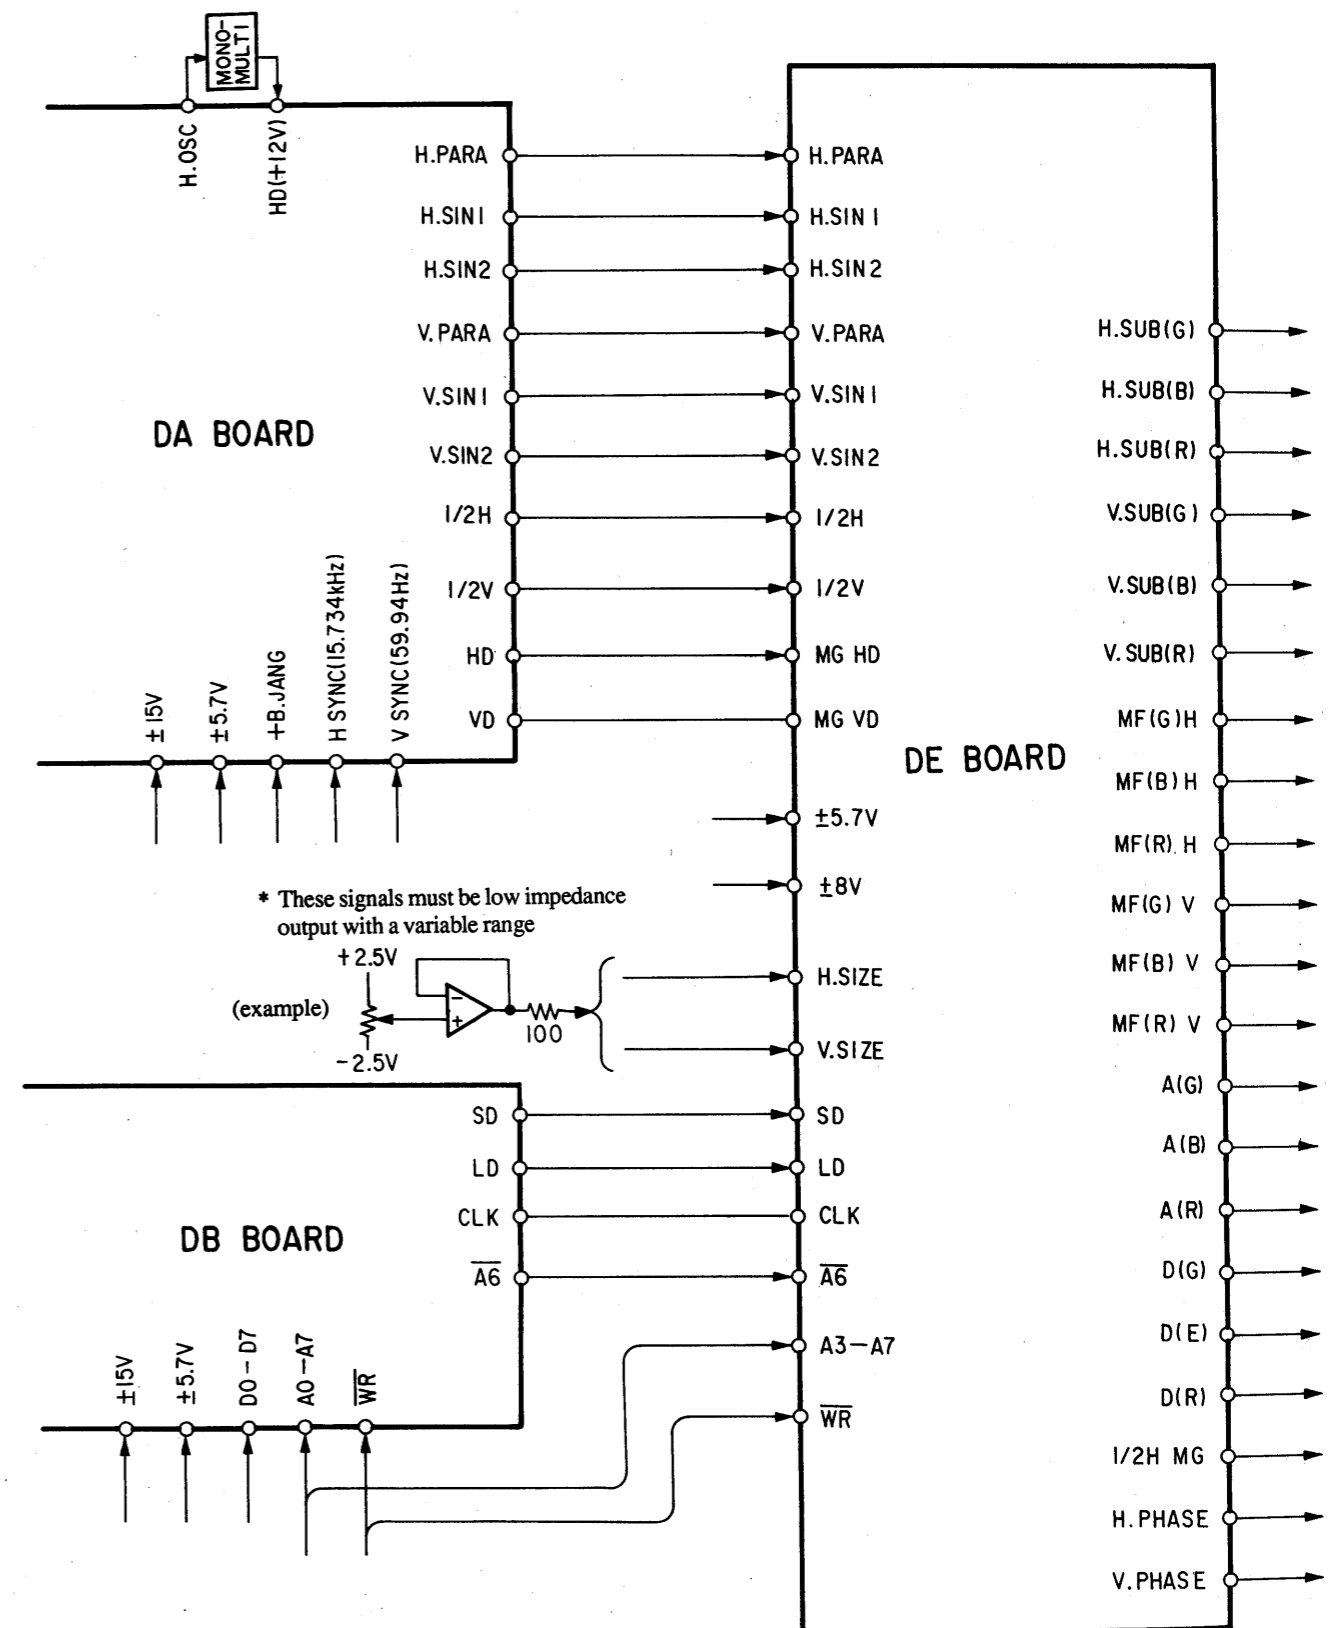 MONO-
MULTI
H.OSC
HD(+12V)
H.PARA
H.SIN1
H.SIN2
V.PARA
V.SIN1
V.SIN2
1/2H
1/2V
HD
VD
DA BOARD
±15V
±5.7V
+B.JANG
H SYNC(15.734kHz)
V SYNC(59.94Hz)
H.PARA
H.SIN1
H.SIN2
V.PARA
V.SIN1
V.SIN2
1/2H
1/2V
MG HD
MG VD
±5.7V
±8V
H.SIZE
V.SIZE
SD
LD
CLK
A6
A3-A7
WR
DE BOARD
H.SUB(G)
H.SUB(B)
H.SUB(R)
V.SUB(G)
V.SUB(B)
V.SUB(R)
MF(G)H
MF(B)H
MF(R).H
MF(G) V
MF(B) V
MF(R) V
A(G)
A(B)
A(R)
D(G)
D(E)
D(R)
1/2H MG
H.PHASE
V.PHASE
* These signals must be low impedance
output with a variable range
+2.5V
(example)
-
+
100
-2.5V
SD
LD
CLK
A6
DB BOARD
±15V
±5.7V
D0-D7
A0-A7
WR